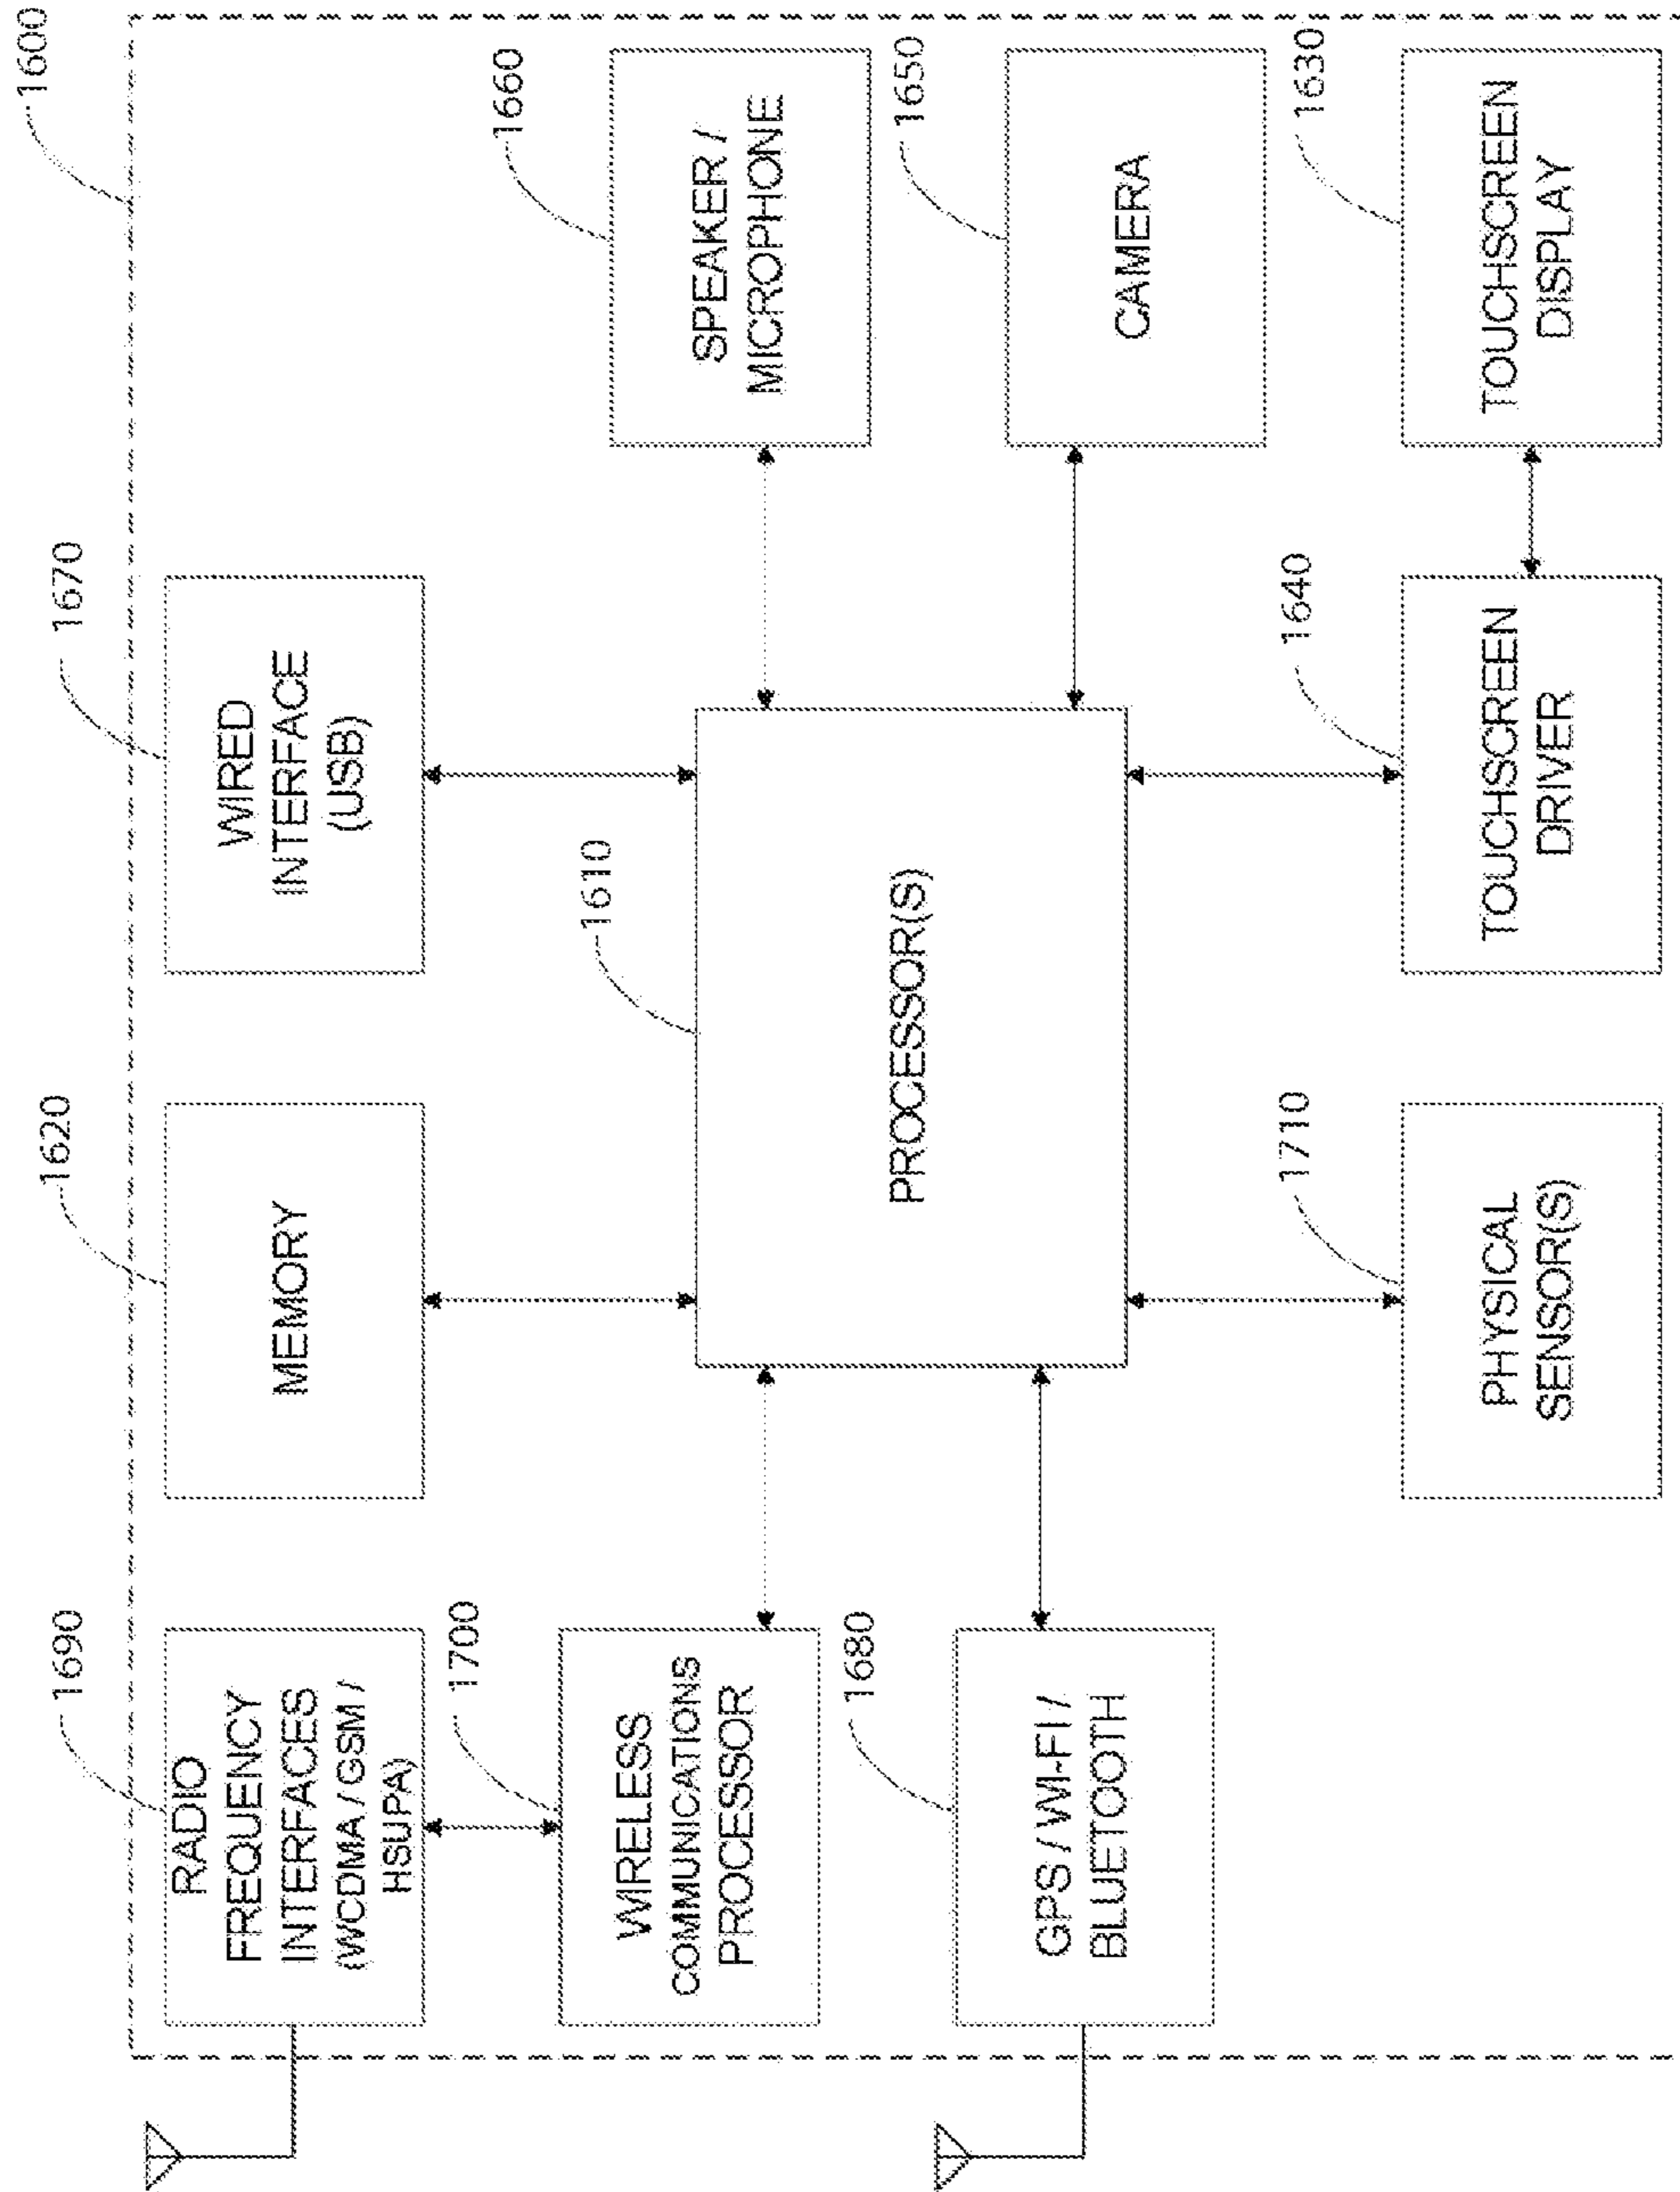 1600
1690
RADIO
FREQUENCY
INTERFACES
(WCDMA / GSM /
HSUPA)
1620
MEMORY
1670
WIRED
INTERFACE
(USB)
1700
WIRELESS
COMMUNICATIONS
PROCESSOR
1610
PROCESSOR(S)
1660
SPEAKER /
MICROPHONE
1680
GPS / WI-FI /
BLUETOOTH
1650
CAMERA
1710
PHYSICAL
SENSOR(S)
1640
TOUCHSCREEN
DRIVER
1630
TOUCHSCREEN
DISPLAY